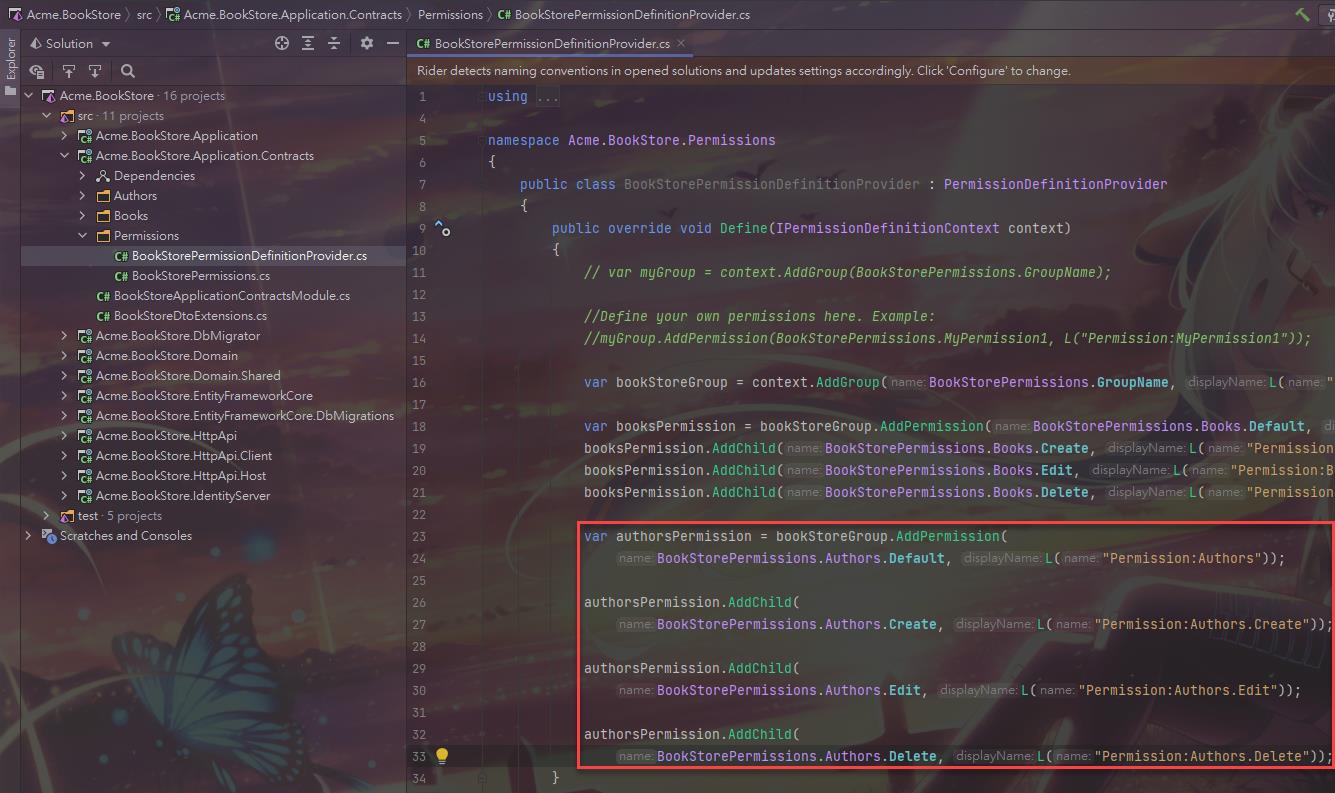 Acme.BookStore 〉 src 〉 Acme.BookStore.Application.Contracts 〉 Permissions 〉 C# BookStorePermissionDefinitionProvider.cs
Explorer
Solution
C# BookStorePermissionDefinitionProvider.cs ×
Rider detects naming conventions in opened solutions and updates settings accordingly. Click 'Configure' to change.
Acme.BookStore · 16 projects
src · 11 projects
C# Acme.BookStore.Application
C# Acme.BookStore.Application.Contracts
Dependencies
Authors
Books
Permissions
C# BookStorePermissionDefinitionProvider.cs
C# BookStorePermissions.cs
C# BookStoreApplicationContractsModule.cs
C# BookStoreDtoExtensions.cs
C# Acme.BookStore.DbMigrator
C# Acme.BookStore.Domain
C# Acme.BookStore.Domain.Shared
C# Acme.BookStore.EntityFrameworkCore
C# Acme.BookStore.EntityFrameworkCore.DbMigrations
C# Acme.BookStore.HttpApi
C# Acme.BookStore.HttpApi.Client
C# Acme.BookStore.HttpApi.Host
C# Acme.BookStore.IdentityServer
test · 5 projects
Scratches and Consoles
1 using ...
4
5 namespace Acme.BookStore.Permissions
6 {
7 public class BookStorePermissionDefinitionProvider : PermissionDefinitionProvider
8 {
9 public override void Define(IPermissionDefinitionContext context)
10 {
11 // var myGroup = context.AddGroup(BookStorePermissions.GroupName);
12
13 //Define your own permissions here. Example:
14 //myGroup.AddPermission(BookStorePermissions.MyPermission1, L("Permission:MyPermission1"));
15
16 var bookStoreGroup = context.AddGroup( name: BookStorePermissions.GroupName, displayName: L( name: "
17
18 var booksPermission = bookStoreGroup.AddPermission( name: BookStorePermissions.Books.Default, di
19 booksPermission.AddChild( name: BookStorePermissions.Books.Create, displayName: L( name: "Permission
20 booksPermission.AddChild( name: BookStorePermissions.Books.Edit, displayName: L( name: "Permission:B
21 booksPermission.AddChild( name: BookStorePermissions.Books.Delete, displayName: L( name: "Permission
22
23 var authorsPermission = bookStoreGroup.AddPermission(
24 name: BookStorePermissions.Authors.Default, displayName: L( name: "Permission:Authors"));
25
26 authorsPermission.AddChild(
27 name: BookStorePermissions.Authors.Create, displayName: L( name: "Permission:Authors.Create"));
28
29 authorsPermission.AddChild(
30 name: BookStorePermissions.Authors.Edit, displayName: L( name: "Permission:Authors.Edit"));
31
32 authorsPermission.AddChild(
33 name: BookStorePermissions.Authors.Delete, displayName: L( name: "Permission:Authors.Delete"));
34 }